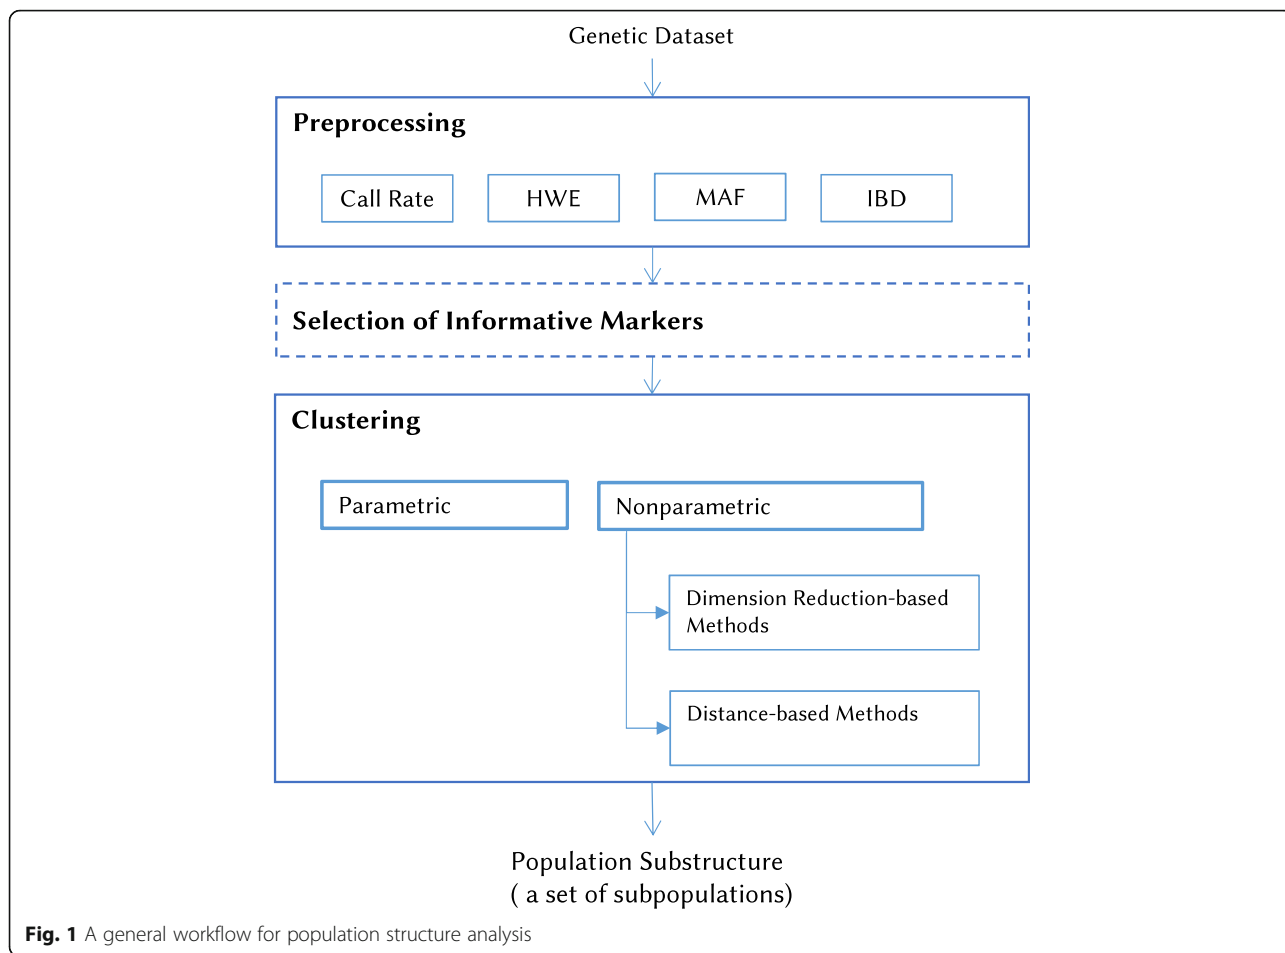 Genetic Dataset
Preprocessing
Call Rate
HWE
MAF
IBD
Selection of Informative Markers
Clustering
Parametric
Nonparametric
Dimension Reduction-based
Methods
Distance-based Methods
Population Substructure
( a set of subpopulations)
Fig. 1 A general workflow for population structure analysis